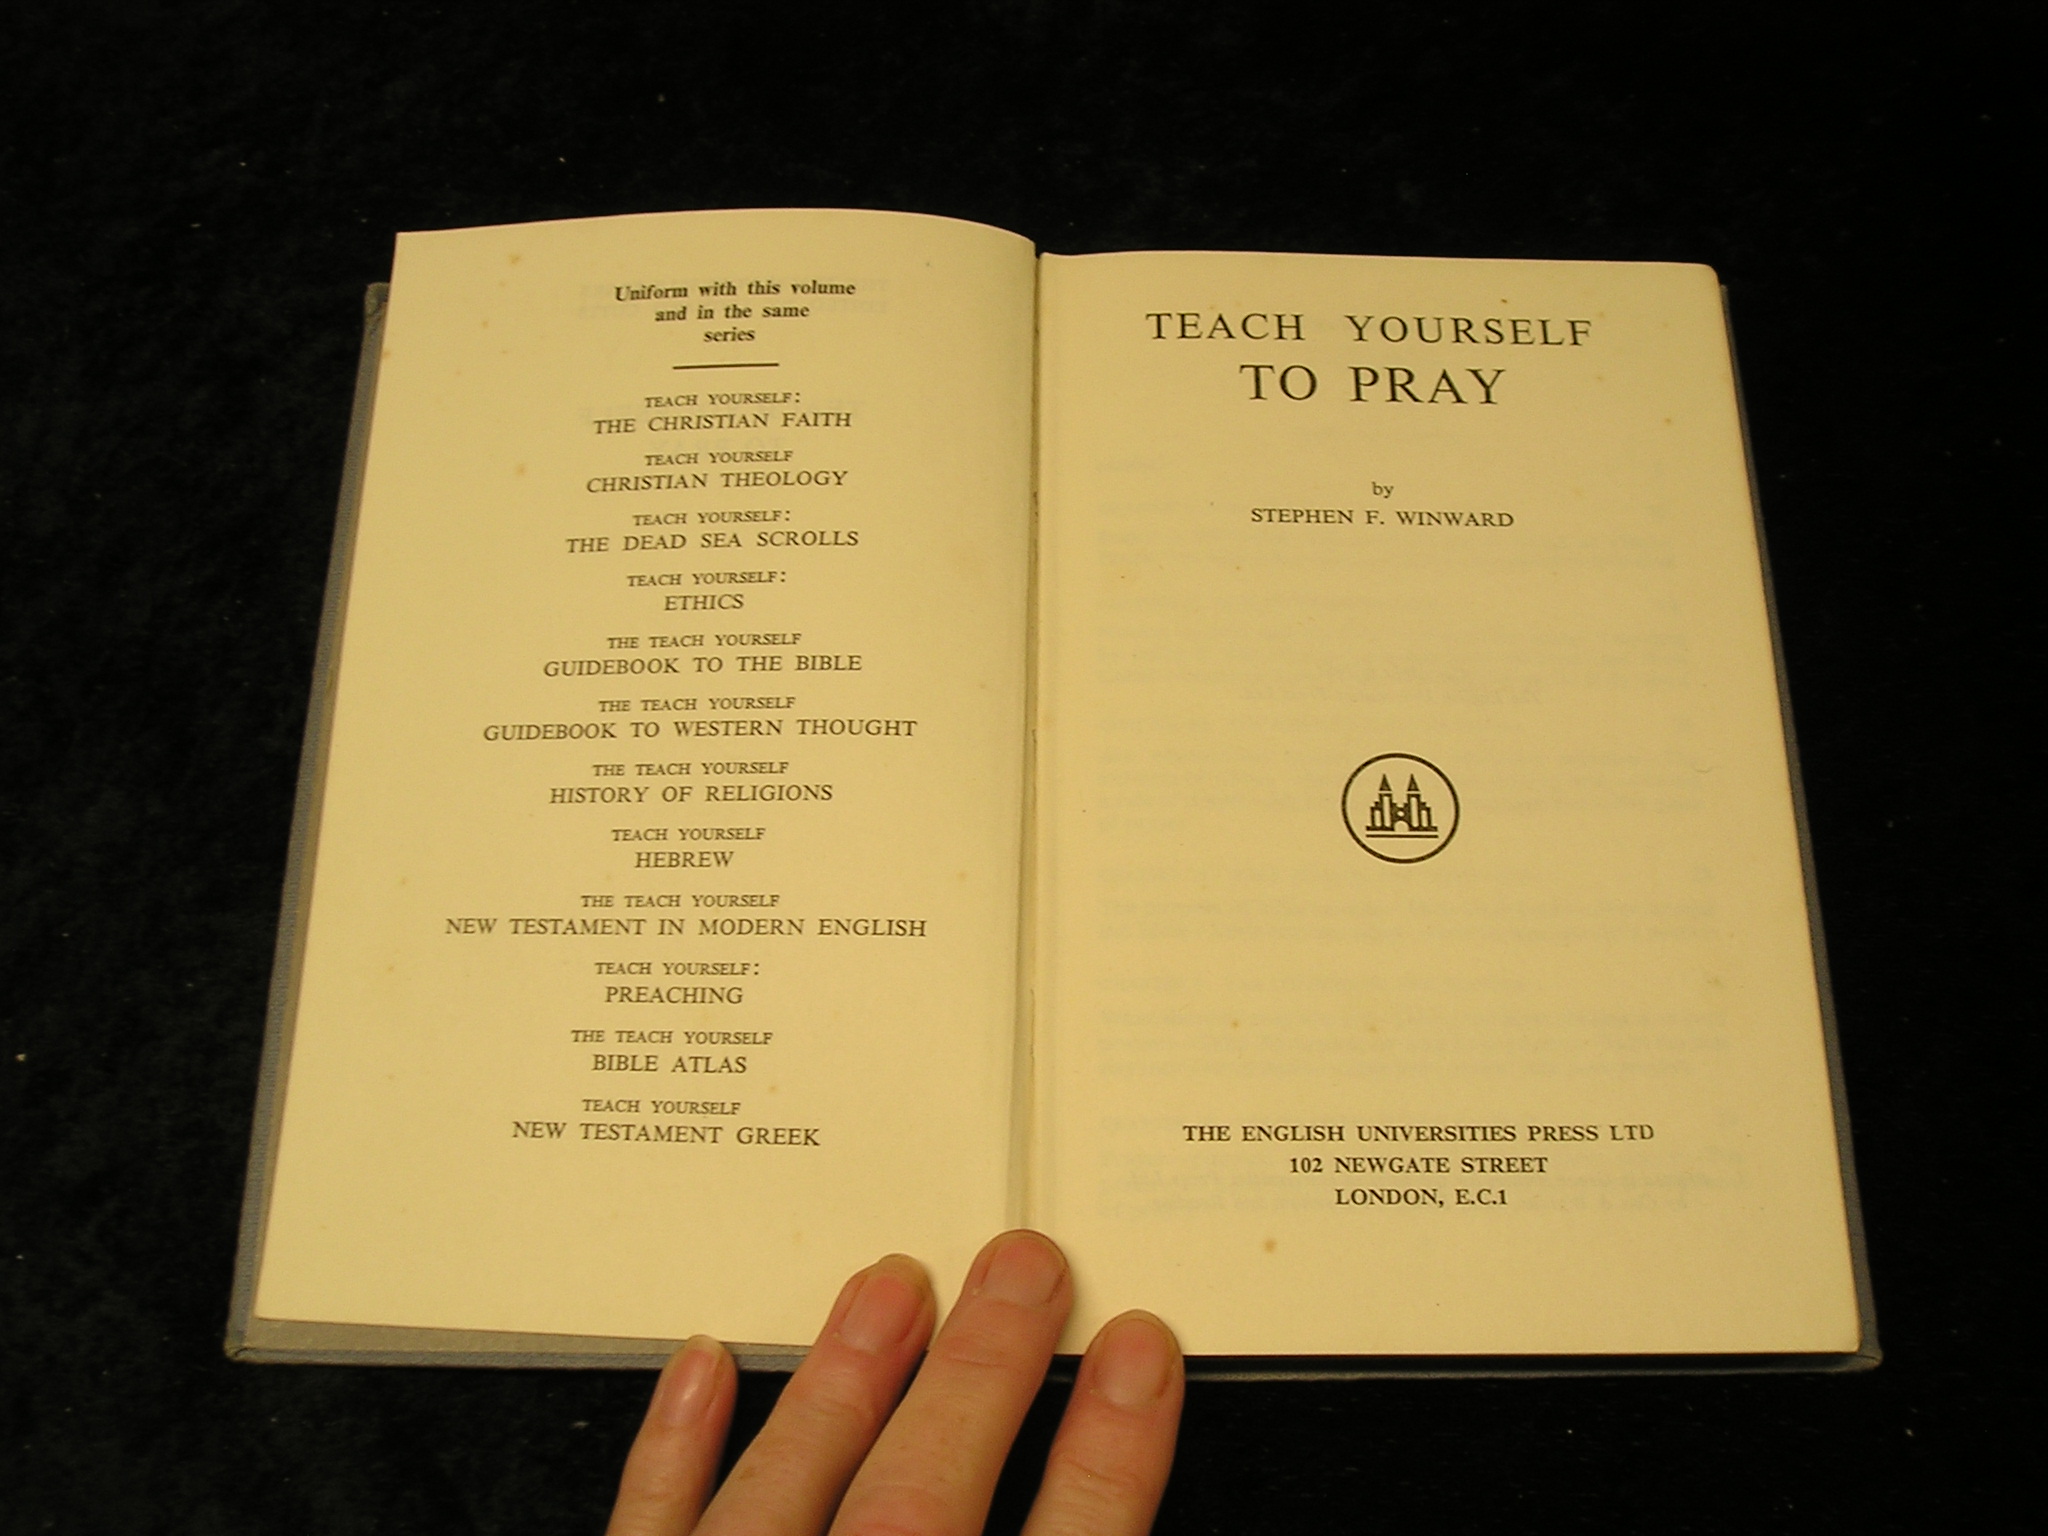 Uniform with this volume
and in the same
series
TEACH YOURSELF:
THE CHRISTIAN FAITH
TEACH YOURSELF
CHRISTIAN THEOLOGY
TEACH YOURSELF:
THE DEAD SEA SCROLLS
TEACH YOURSELF:
ETHICS
THE TEACH YOURSELF
GUIDEBOOK TO THE BIBLE
THE TEACH YOURSELF
GUIDEBOOK TO WESTERN THOUGHT
THE TEACH YOURSELF
HISTORY OF RELIGIONS
TEACH YOURSELF
HEBREW
THE TEACH YOURSELF
NEW TESTAMENT IN MODERN ENGLISH
TEACH YOURSELF:
PREACHING
THE TEACH YOURSELF
BIBLE ATLAS
TEACH YOURSELF
NEW TESTAMENT GREEK
TEACH YOURSELF
TO PRAY
by
STEPHEN F. WINWARD
THE ENGLISH UNIVERSITIES PRESS LTD
102 NEWGATE STREET
LONDON, E.C.1